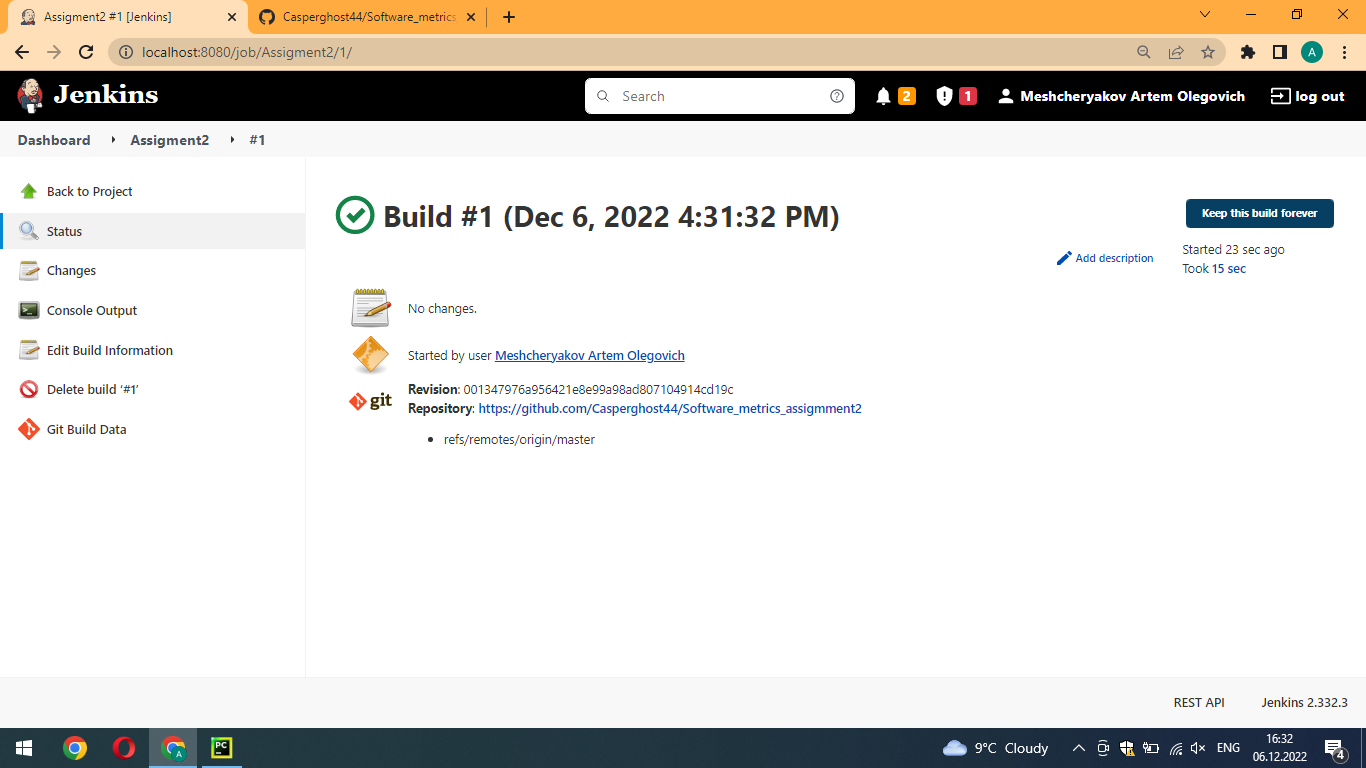 Assigment2 #1 [Jenkins]
Casperghost44/Software_metrics
localhost:8080/job/Assigment2/1/
A
Jenkins
Search
2
1
Meshcheryakov Artem Olegovich
log out
Dashboard
Assigment2
#1
Back to Project
Status
Changes
Console Output
Edit Build Information
Delete build ‘#1’
Git Build Data
Build #1 (Dec 6, 2022 4:31:32 PM)
Keep this build forever
Add description
Started 23 sec ago
Took 15 sec
No changes.
Started by user Meshcheryakov Artem Olegovich
git
Revision: 001347976a956421e8e99a98ad807104914cd19c
Repository: https://github.com/Casperghost44/Software_metrics_assigmment2
refs/remotes/origin/master
REST API
Jenkins 2.332.3
A
PC
9°C Cloudy
ENG
16:32
06.12.2022
4